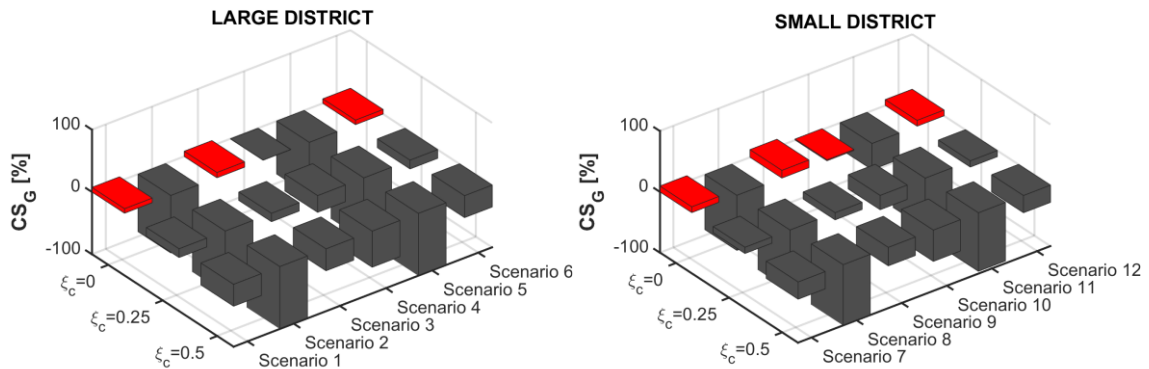 LARGE DISTRICT
100
0
-100
CS_G [%]
ξ_c=0
ξ_c=0.25
ξ_c=0.5
Scenario 1
Scenario 2
Scenario 3
Scenario 4
Scenario 5
Scenario 6
SMALL DISTRICT
100
0
-100
CS_G [%]
ξ_c=0
ξ_c=0.25
ξ_c=0.5
Scenario 7
Scenario 8
Scenario 9
Scenario 10
Scenario 11
Scenario 12